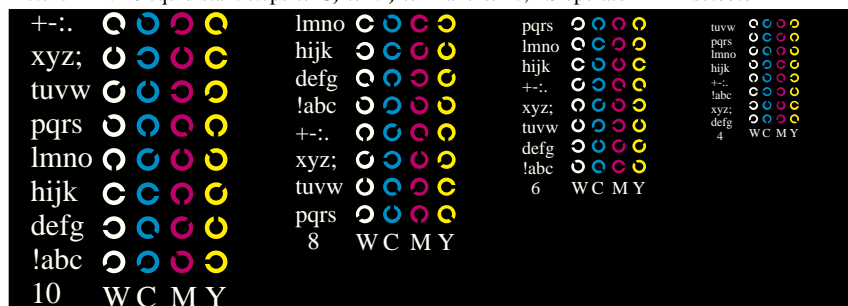 +-:.
xyz;
tuvw
pqrs
lmno
hijk
defg
!abc
10 W C M Y
lmno
hijk
defg
!abc
+-:.
xyz;
tuvw
pqrs
8 W C M Y
pqrs
lmno
hijk
+-:.
xyz;
tuvw
defg
!abc
6 W C M Y
tuvw
pqrs
lmno
hijk
+-:.
!abc
xyz;
defg
4 W C M Y